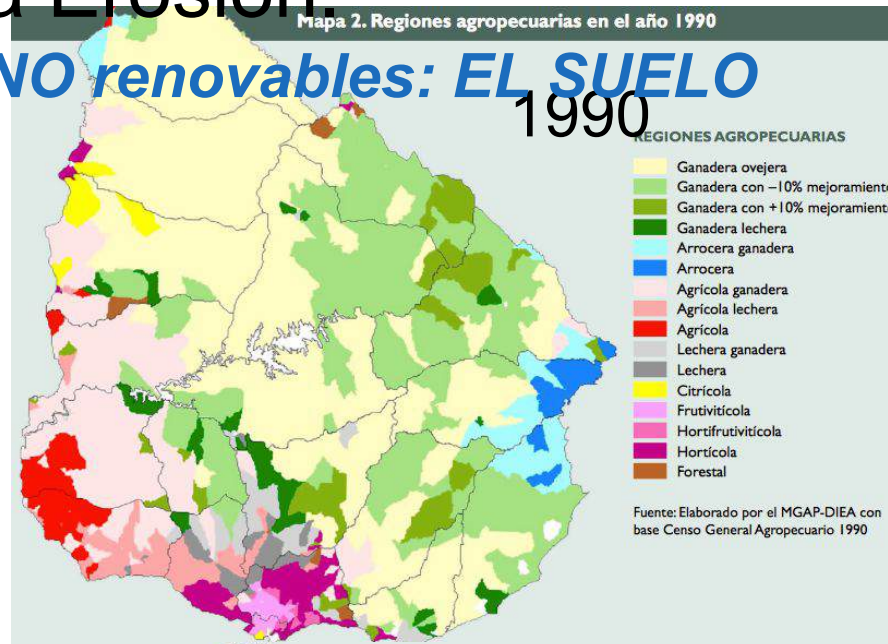 a Erosión.
Mapa 2. Regiones agropecuarias en el año 1990
NO renovables: EL SUELO
1990
REGIONES AGROPECUARIAS
Ganadera ovejera
Ganadera con –10% mejoramiento
Ganadera con +10% mejoramiento
Ganadera lechera
Arrocera ganadera
Arrocera
Agrícola ganadera
Agrícola lechera
Agrícola
Lechera ganadera
Lechera
Citrícola
Frutivitícola
Hortifrutivitícola
Hortícola
Forestal
Fuente: Elaborado por el MGAP-DIEA con
base Censo General Agropecuario 1990